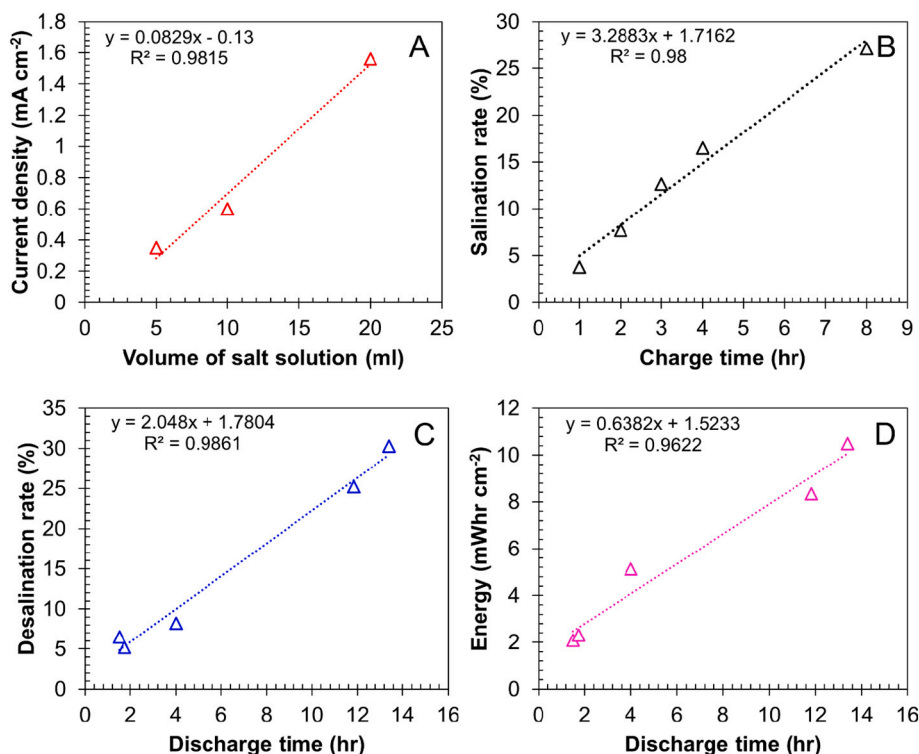 y = 0.0829x - 0.13
R² = 0.9815
A
1.8
1.6
1.4
1.2
1
0.8
0.6
0.4
0.2
0
0 5 10 15 20 25
Current density (mA cm⁻²)
Volume of salt solution (ml)
y = 3.2883x + 1.7162
R² = 0.98
B
30
25
20
15
10
5
0
0 1 2 3 4 5 6 7 8 9
Salination rate (%)
Charge time (hr)
y = 2.048x + 1.7804
R² = 0.9861
C
35
30
25
20
15
10
5
0
0 2 4 6 8 10 12 14 16
Desalination rate (%)
Discharge time (hr)
y = 0.6382x + 1.5233
R² = 0.9622
D
12
10
8
6
4
2
0
0 2 4 6 8 10 12 14 16
Energy (mWhr cm⁻²)
Discharge time (hr)